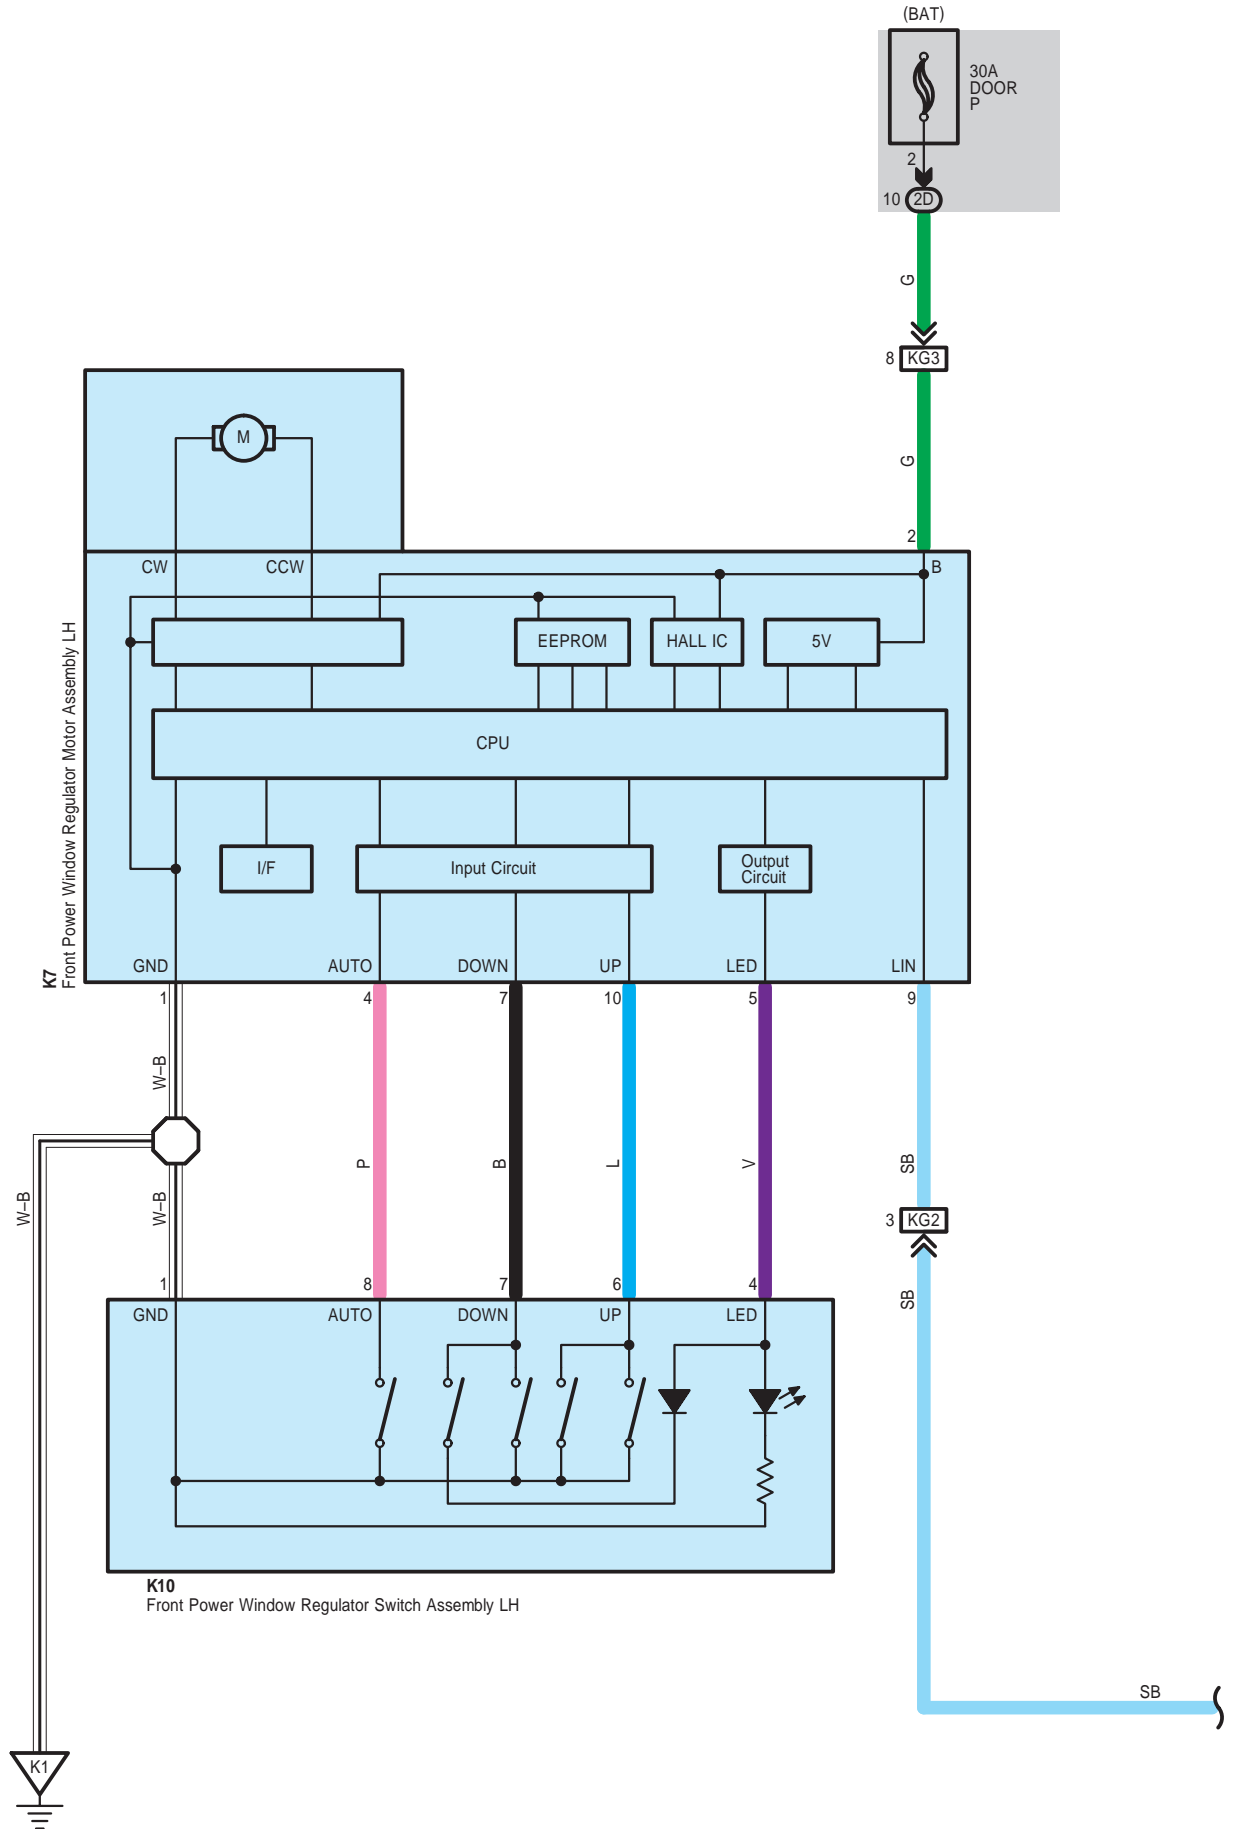 (BAT)
30A
DOOR
P
2
10 2D
G
8 KG3
G
2
M
CW CCW B
EEPROM HALL IC 5V
CPU
I/F Input Circuit Output
Circuit
GND AUTO DOWN UP LED LIN
K7
Front Power Window Regulator Motor Assembly LH
1 4 7 10 5 9
W–B
W–B
W–B P B L V SB
3 KG2
SB
1 8 7 6 4
GND AUTO DOWN UP LED
K10
Front Power Window Regulator Switch Assembly LH
SB
K1